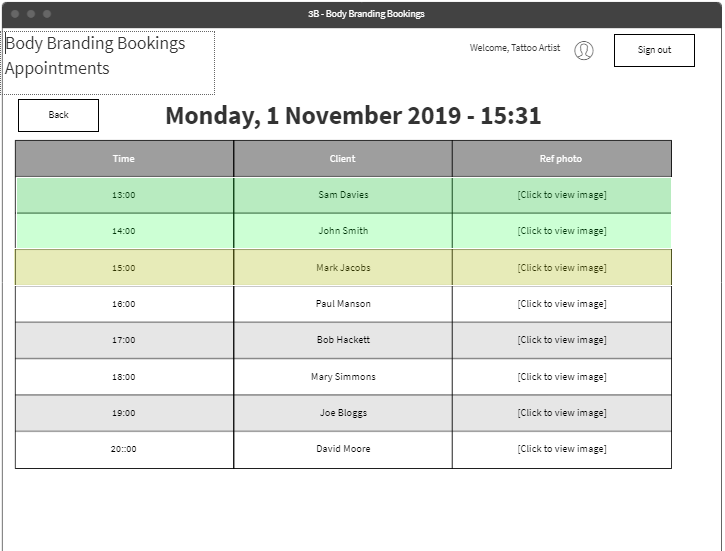 3B - Body Branding Bookings
Body Branding Bookings
Appointments
Welcome, Tattoo Artist
Sign out
Back
Monday, 1 November 2019 - 15:31
Time Client Ref photo
13:00 Sam Davies [Click to view image]
14:00 John Smith [Click to view image]
15:00 Mark Jacobs [Click to view image]
16:00 Paul Manson [Click to view image]
17:00 Bob Hackett [Click to view image]
18:00 Mary Simmons [Click to view image]
19:00 Joe Bloggs [Click to view image]
20::00 David Moore [Click to view image]